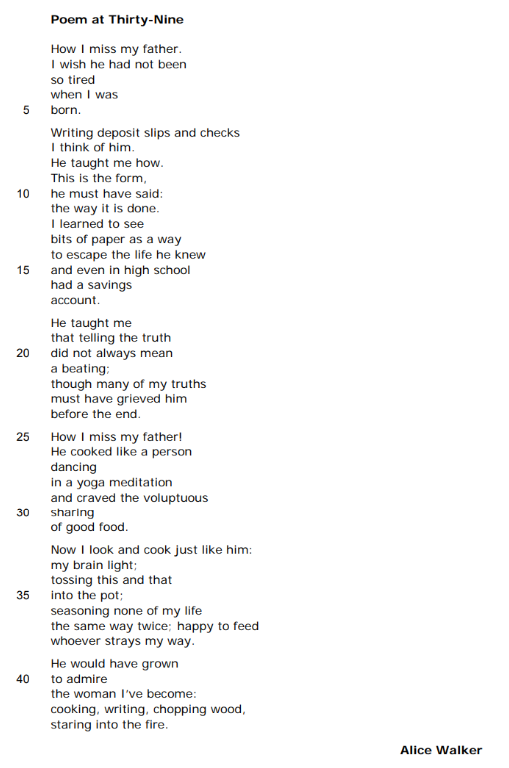 Poem at Thirty-Nine
How I miss my father.
I wish he had not been
so tired
when I was
5 born.
Writing deposit slips and checks
I think of him.
He taught me how.
This is the form,
10 he must have said:
the way it is done.
I learned to see
bits of paper as a way
to escape the life he knew
15 and even in high school
had a savings
account.
He taught me
that telling the truth
20 did not always mean
a beating;
though many of my truths
must have grieved him
before the end.
25 How I miss my father!
He cooked like a person
dancing
in a yoga meditation
and craved the voluptuous
30 sharing
of good food.
Now I look and cook just like him:
my brain light;
tossing this and that
35 into the pot;
seasoning none of my life
the same way twice; happy to feed
whoever strays my way.
He would have grown
40 to admire
the woman I've become:
cooking, writing, chopping wood,
staring into the fire.
Alice Walker